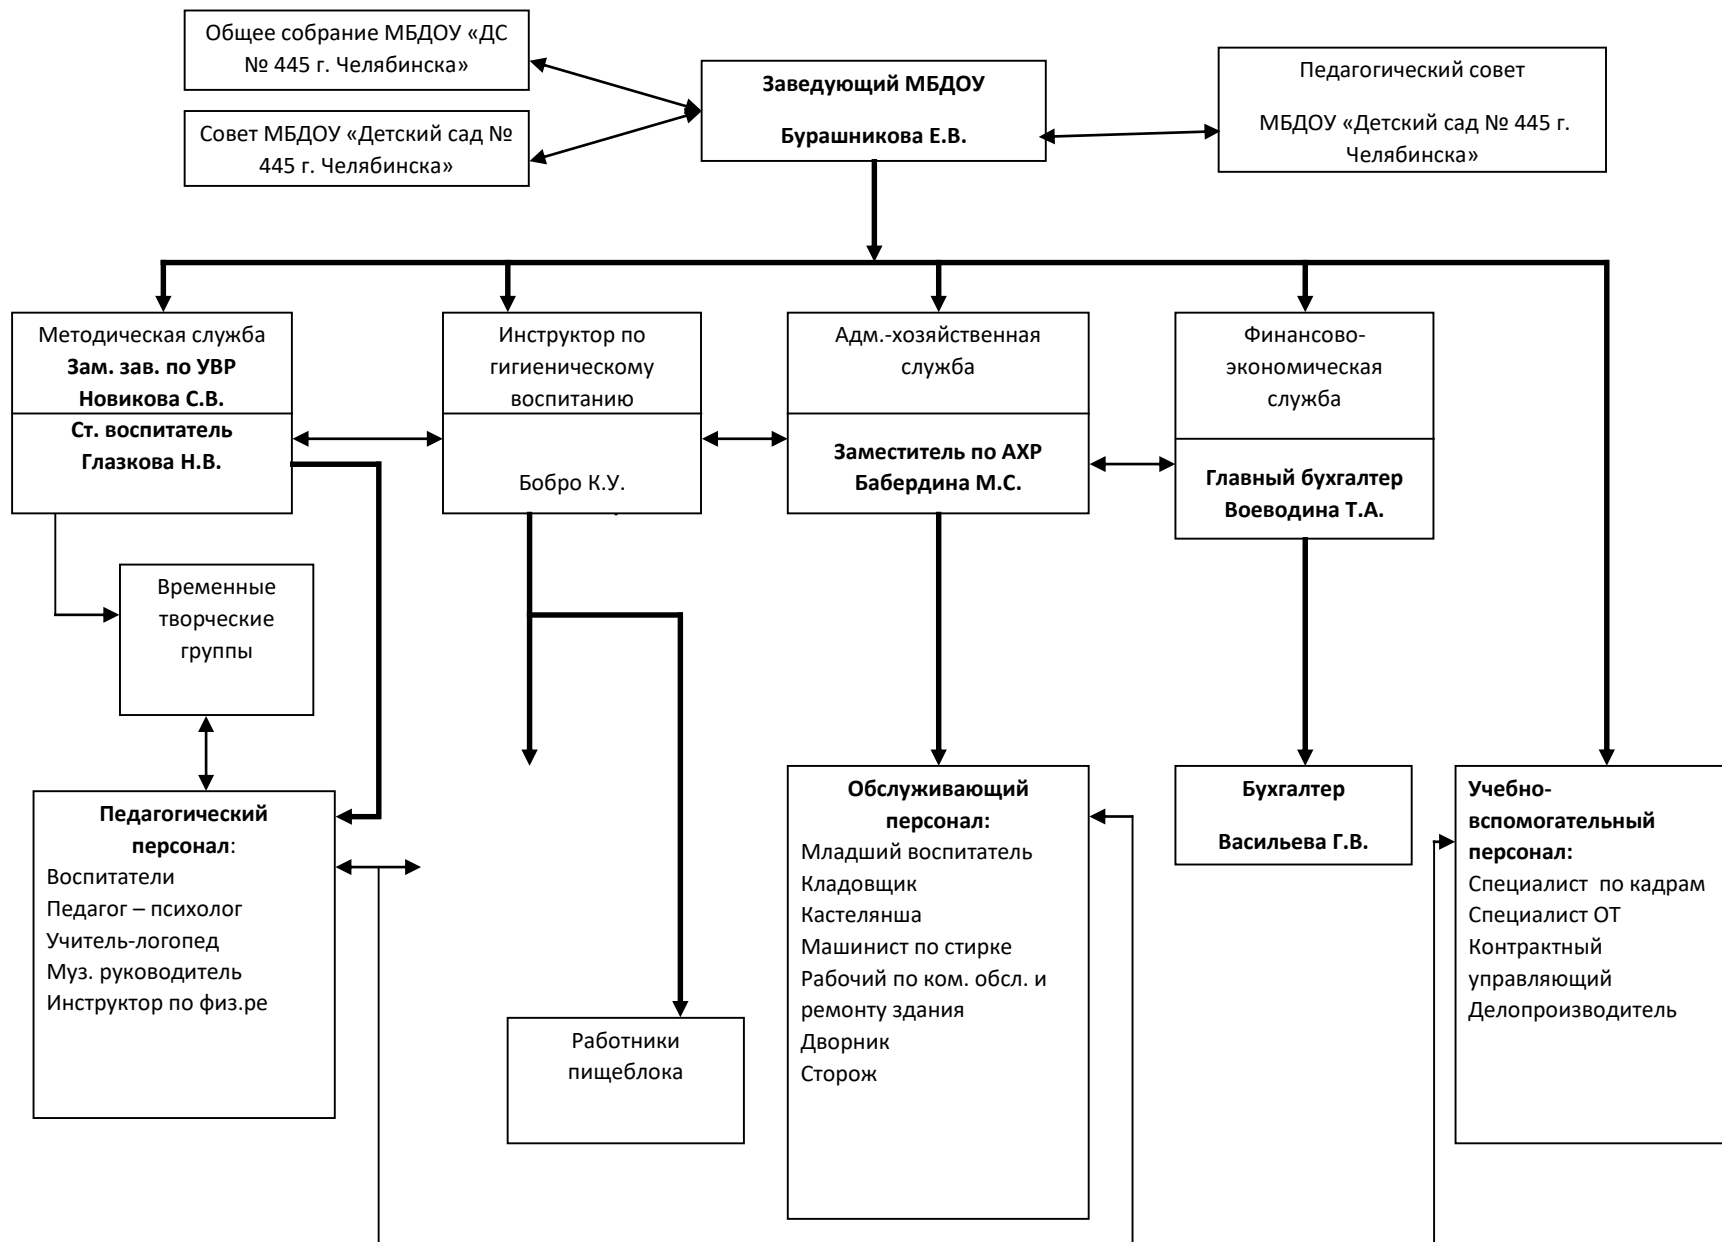 Общее собрание МБДОУ «ДС
№ 445 г. Челябинска»
Совет МБДОУ «Детский сад №
445 г. Челябинска»
Заведующий МБДОУ
Бурашникова Е.В.
Педагогический совет
МБДОУ «Детский сад № 445 г.
Челябинска»
Методическая служба
Зам. зав. по УВР
Новикова С.В.
Ст. воспитатель
Глазкова Н.В.
Инструктор по
гигиеническому
воспитанию
Бобро К.У.
Адм.-хозяйственная
служба
Заместитель по АХР
Бабердина М.С.
Финансово-
экономическая
служба
Главный бухгалтер
Воеводина Т.А.
Временные
творческие
группы
Педагогический
персонал:
Воспитатели
Педагог – психолог
Учитель-логопед
Муз. руководитель
Инструктор по физ.ре
Работники
пищеблока
Обслуживающий
персонал:
Младший воспитатель
Кладовщик
Кастелянша
Машинист по стирке
Рабочий по ком. обсл. и
ремонту здания
Дворник
Сторож
Бухгалтер
Васильева Г.В.
Учебно-
вспомогательный
персонал:
Специалист  по кадрам
Специалист ОТ
Контрактный
управляющий
Делопроизводитель